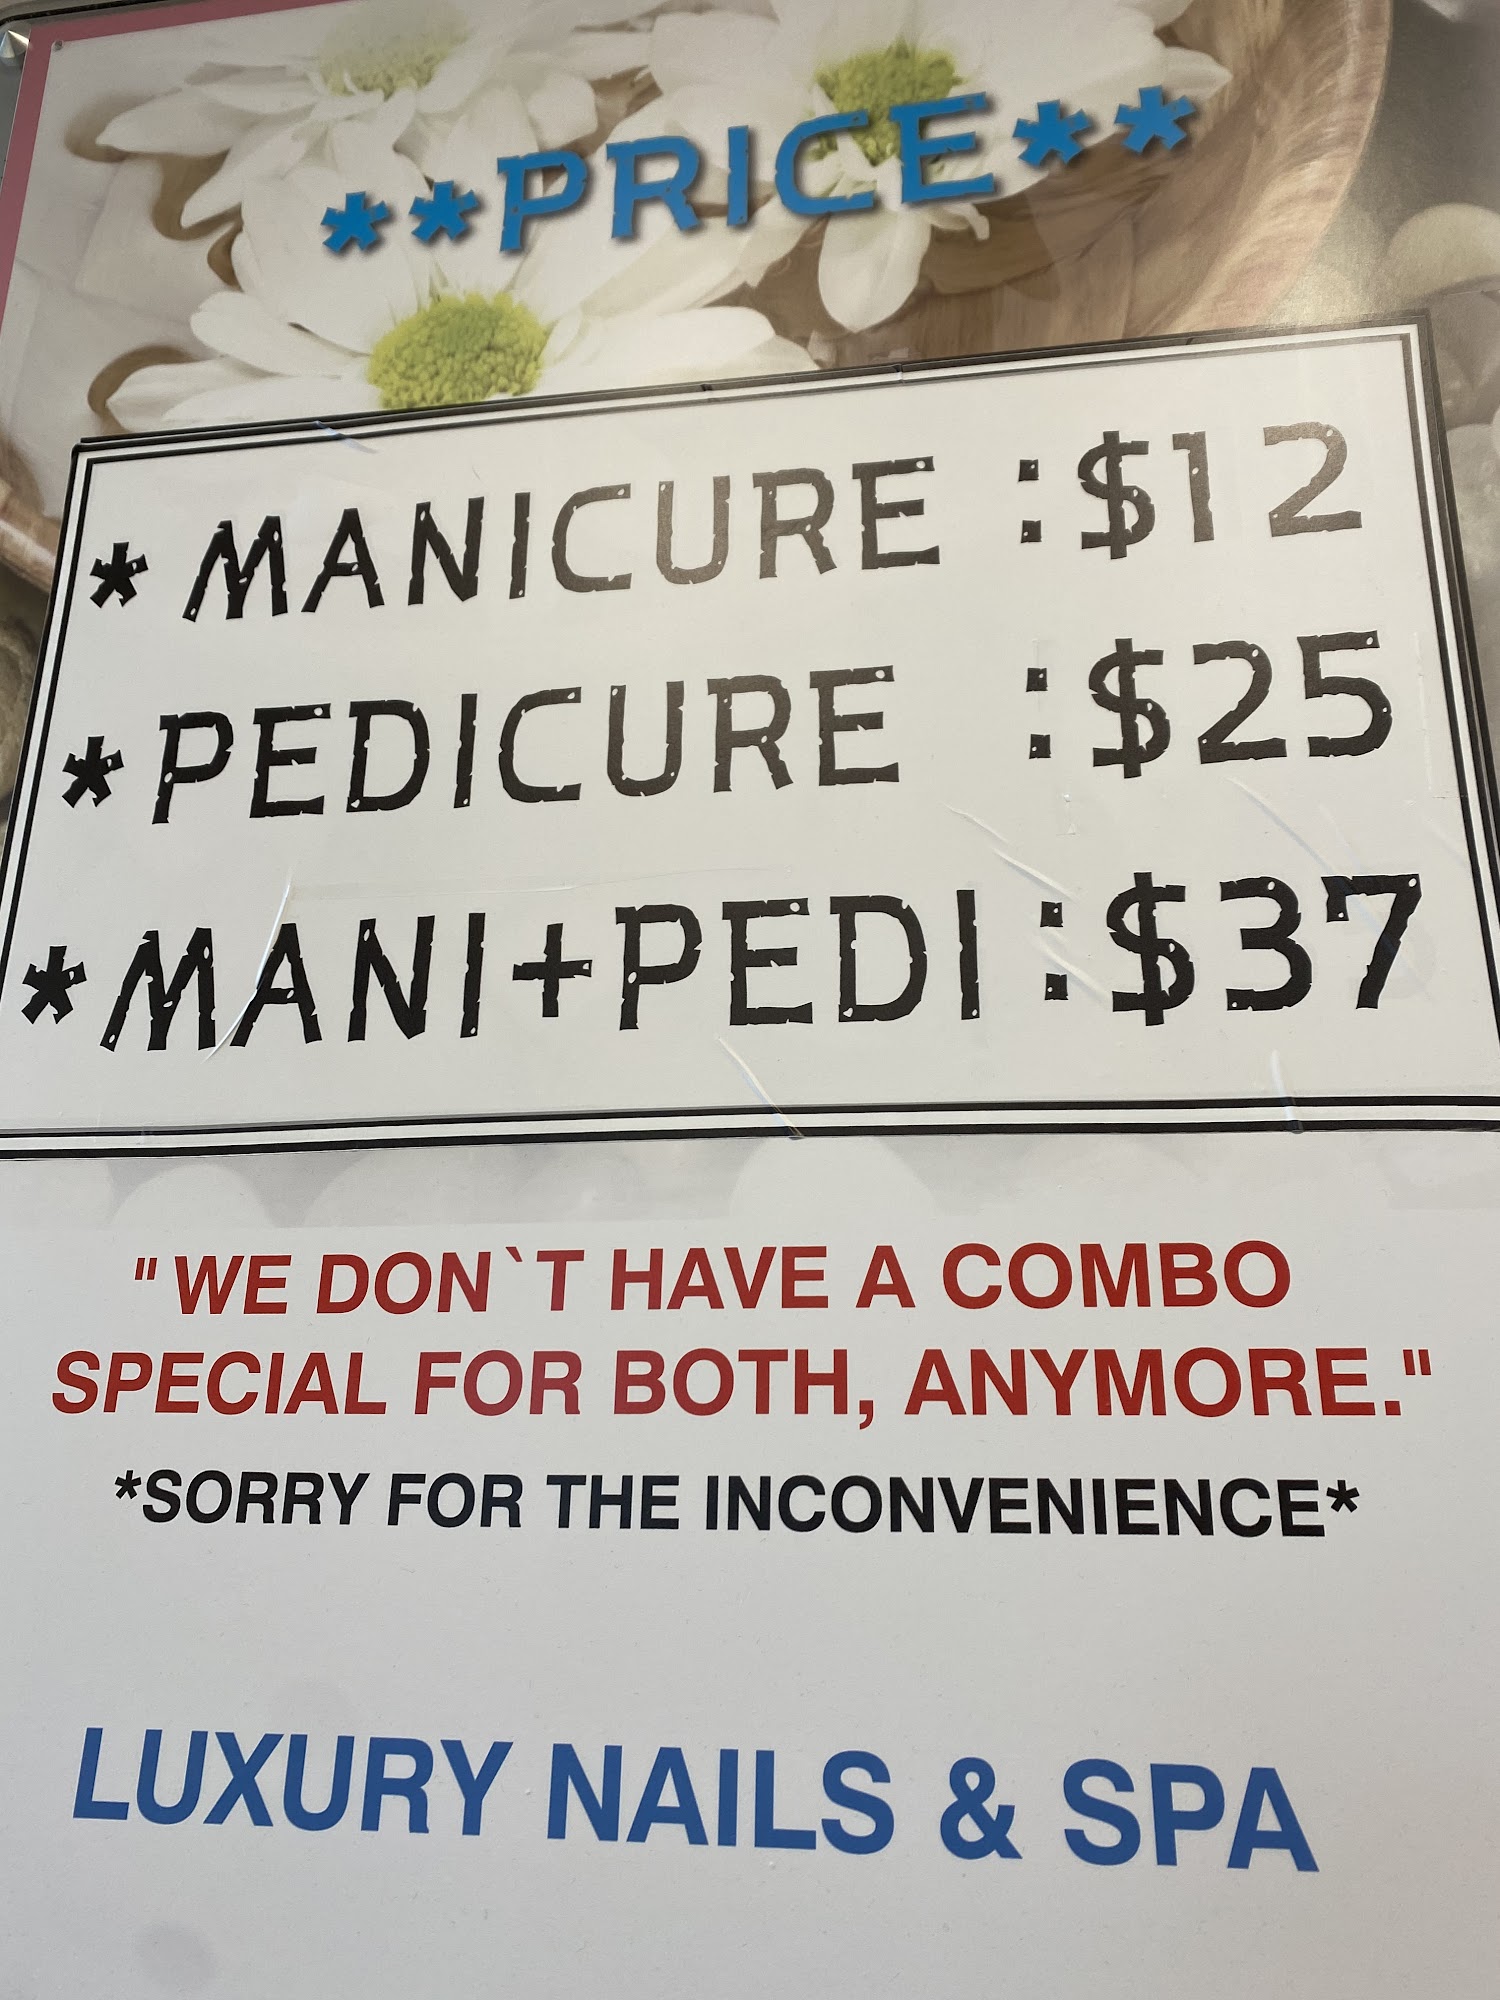 **PRICE**
* MANICURE :$12
*PEDICURE :$25
*MANI+PEDI:$37
"WE DON`T HAVE A COMBO
SPECIAL FOR BOTH, ANYMORE."
*SORRY FOR THE INCONVENIENCE*
LUXURY NAILS & SPA